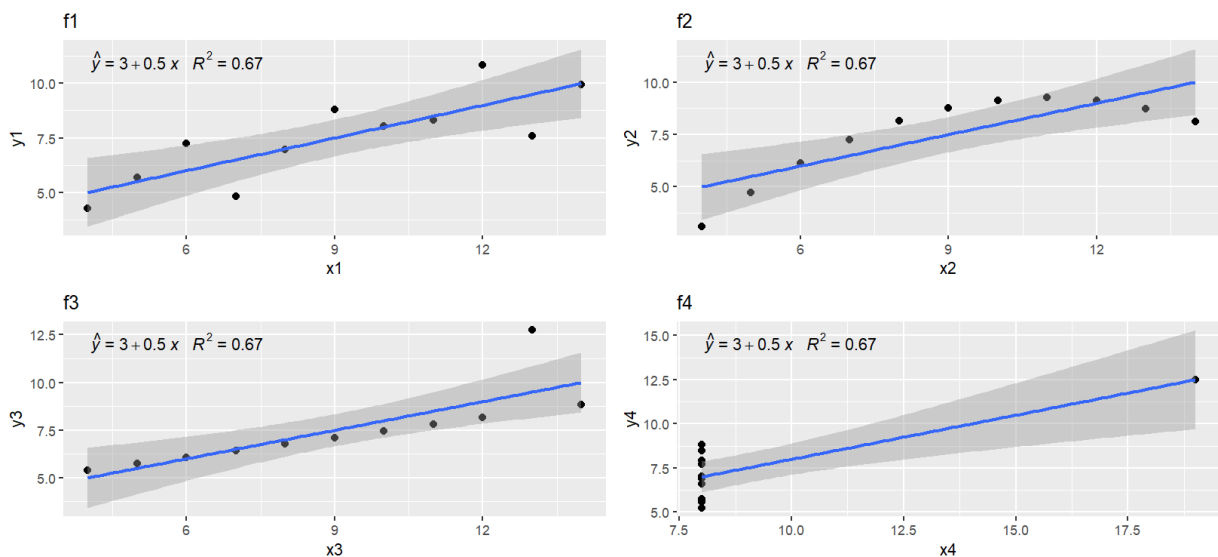 f1
ŷ = 3 + 0.5 x R² = 0.67
10.0
7.5
5.0
y1
6 9 12
x1
f2
ŷ = 3 + 0.5 x R² = 0.67
10.0
7.5
5.0
y2
6 9 12
x2
f3
ŷ = 3 + 0.5 x R² = 0.67
12.5
10.0
7.5
5.0
y3
6 9 12
x3
f4
ŷ = 3 + 0.5 x R² = 0.67
15.0
12.5
10.0
7.5
5.0
y4
7.5 10.0 12.5 15.0 17.5
x4